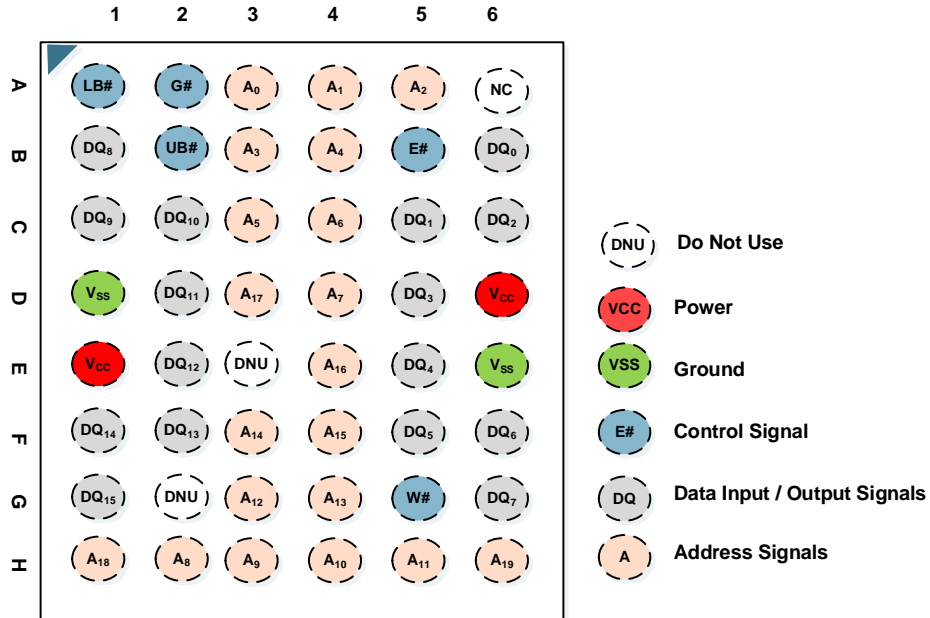 1 2 3 4 5 6
A LB# G# A0 A1 A2 NC
B DQ8 UB# A3 A4 E# DQ0
C DQ9 DQ10 A5 A6 DQ1 DQ2
D VSS DQ11 A17 A7 DQ3 VCC
E VCC DQ12 DNU A16 DQ4 VSS
F DQ14 DQ13 A14 A15 DQ5 DQ6
G DQ15 DNU A12 A13 W# DQ7
H A18 A8 A9 A10 A11 A19
DNU Do Not Use
VCC Power
VSS Ground
E# Control Signal
DQ Data Input / Output Signals
A Address Signals